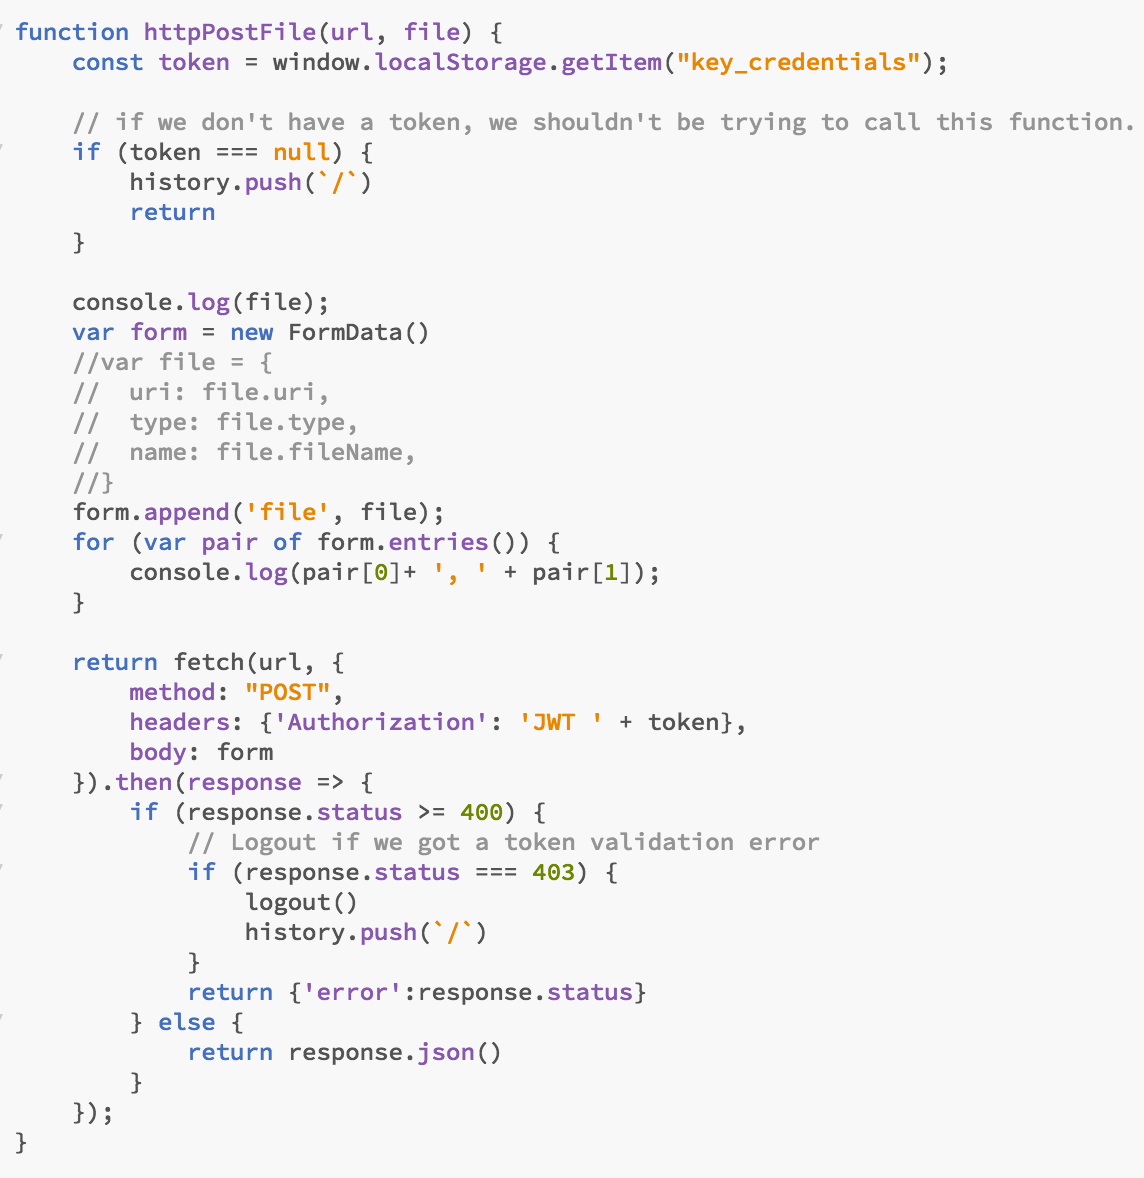 function httpPostFile(url, file) {
    const token = window.localStorage.getItem("key_credentials");

    // if we don't have a token, we shouldn't be trying to call this function.
    if (token === null) {
        history.push(`/`)
        return
    }

    console.log(file);
    var form = new FormData()
    //var file = {
    //  uri: file.uri,
    //  type: file.type,
    //  name: file.fileName,
    //}
    form.append('file', file);
    for (var pair of form.entries()) {
        console.log(pair[0]+ ', ' + pair[1]);
    }

    return fetch(url, {
        method: "POST",
        headers: {'Authorization': 'JWT ' + token},
        body: form
    }).then(response => {
        if (response.status >= 400) {
            // Logout if we got a token validation error
            if (response.status === 403) {
                logout()
                history.push(`/`)
            }
            return {'error':response.status}
        } else {
            return response.json()
        }
    });
}